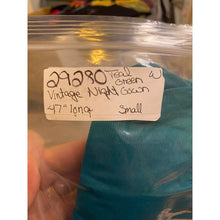 29280 Teal Green W
Vintage Night Gown
47" long Small